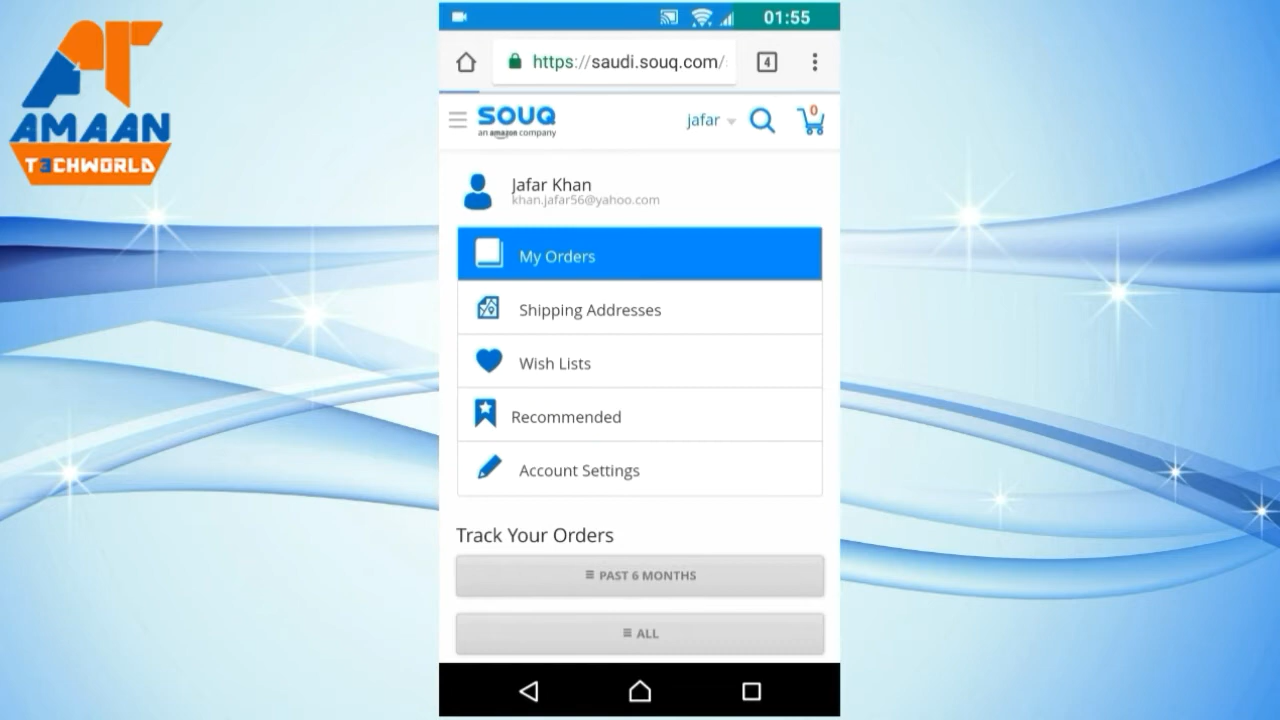 AT
AMAAN
T3CHWORLD
01:55
https://saudi.souq.com/
4
SOUQ
an amazon company
jafar
0
Jafar Khan
khan.jafar56@yahoo.com
My Orders
Shipping Addresses
Wish Lists
Recommended
Account Settings
Track Your Orders
PAST 6 MONTHS
ALL